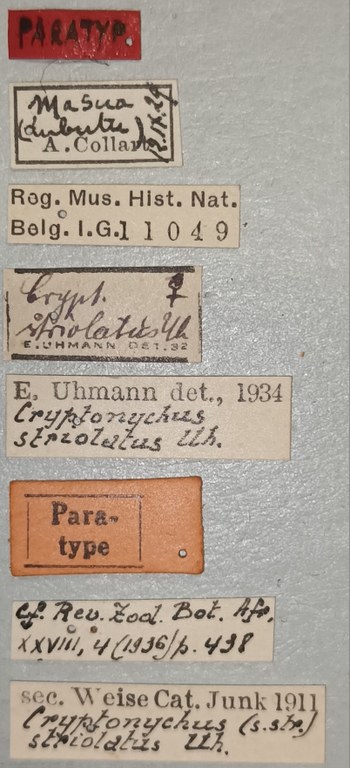 PARATYP.
Masua
(Lubutu)
A. Collart
2.IX.29
Reg. Mus. Hist. Nat.
Belg. I.G. 11049
Crypt. ♀
striolatus Uh
E. UHMANN DET. 32
E. Uhmann det., 1934
Cryptonychus
striolatus Uh.
Para-
type
cf. Rev. Zool. Bot. Afr.
XXVIII, 4 (1936) p. 438
sec. Weise Cat. Junk 1911
Cryptonychus (s.str.)
striolatus Uh.